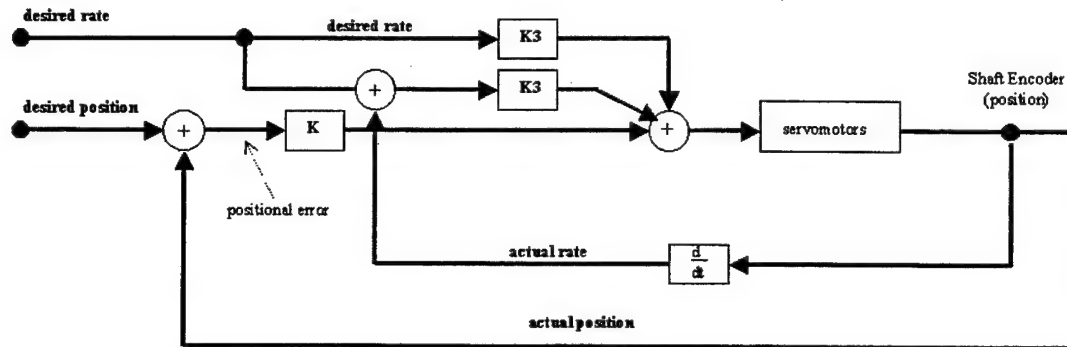 desired rate
desired rate
K3
K3
Shaft Encoder
(position)
desired position
+
+
K
+
servomotors
positional error
actual rate
d
dt
actual position